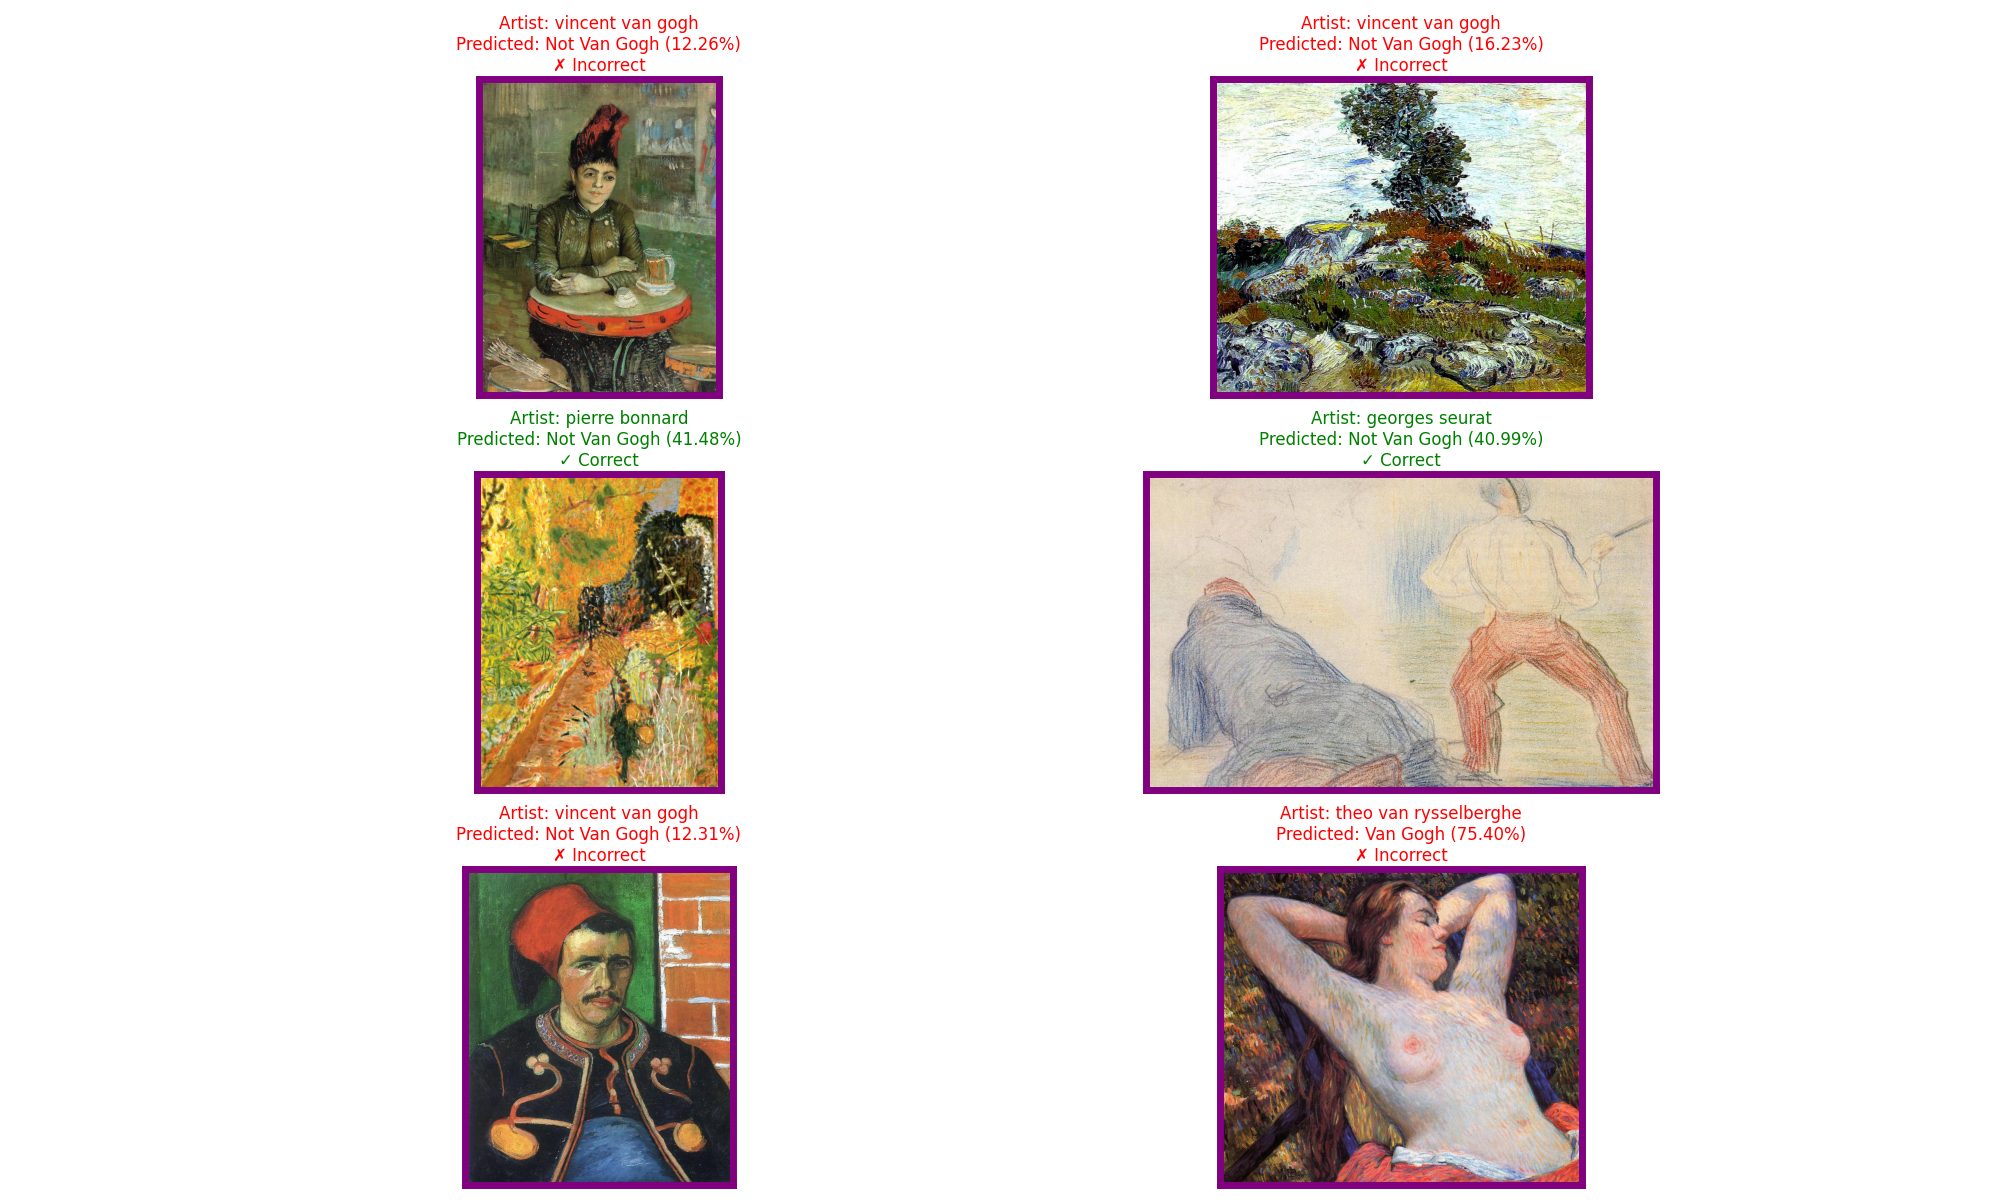 Artist: vincent van gogh
Predicted: Not Van Gogh (12.26%)
✗ Incorrect
Artist: vincent van gogh
Predicted: Not Van Gogh (16.23%)
✗ Incorrect
Artist: pierre bonnard
Predicted: Not Van Gogh (41.48%)
✓ Correct
Artist: georges seurat
Predicted: Not Van Gogh (40.99%)
✓ Correct
Artist: vincent van gogh
Predicted: Not Van Gogh (12.31%)
✗ Incorrect
Artist: theo van rysselberghe
Predicted: Van Gogh (75.40%)
✗ Incorrect